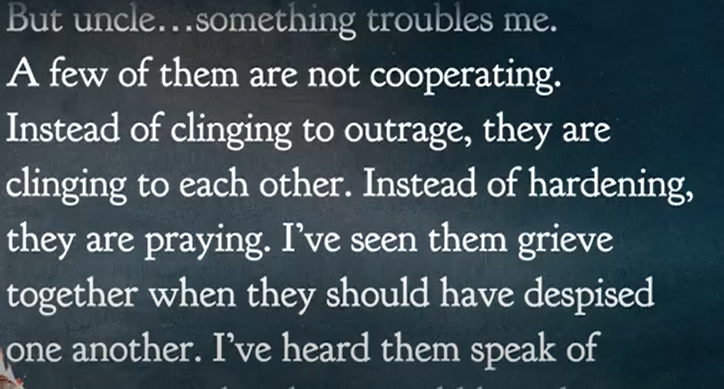 But uncle…something troubles me.
A few of them are not cooperating.
Instead of clinging to outrage, they are
clinging to each other. Instead of hardening,
they are praying. I've seen them grieve
together when they should have despised
one another. I've heard them speak of